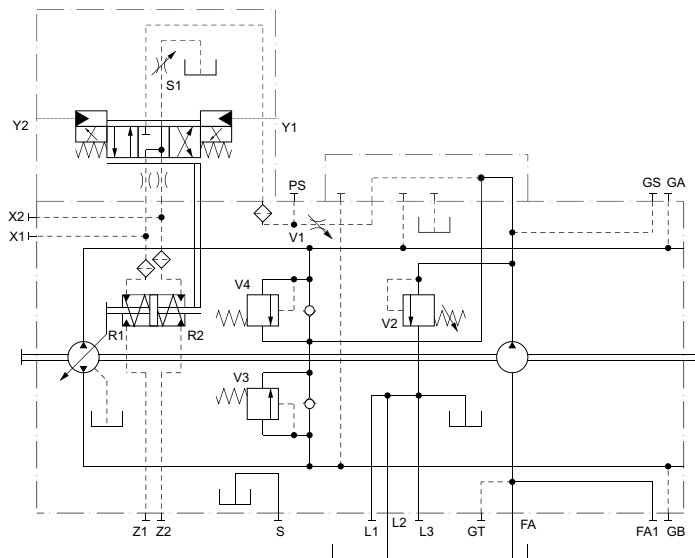 S1
Y2
Y1
PS
GS GA
X2
X1
V1
V4
V2
R1 R2
V3
Z1 Z2 S L1 L2 L3 GT FA FA1 GB